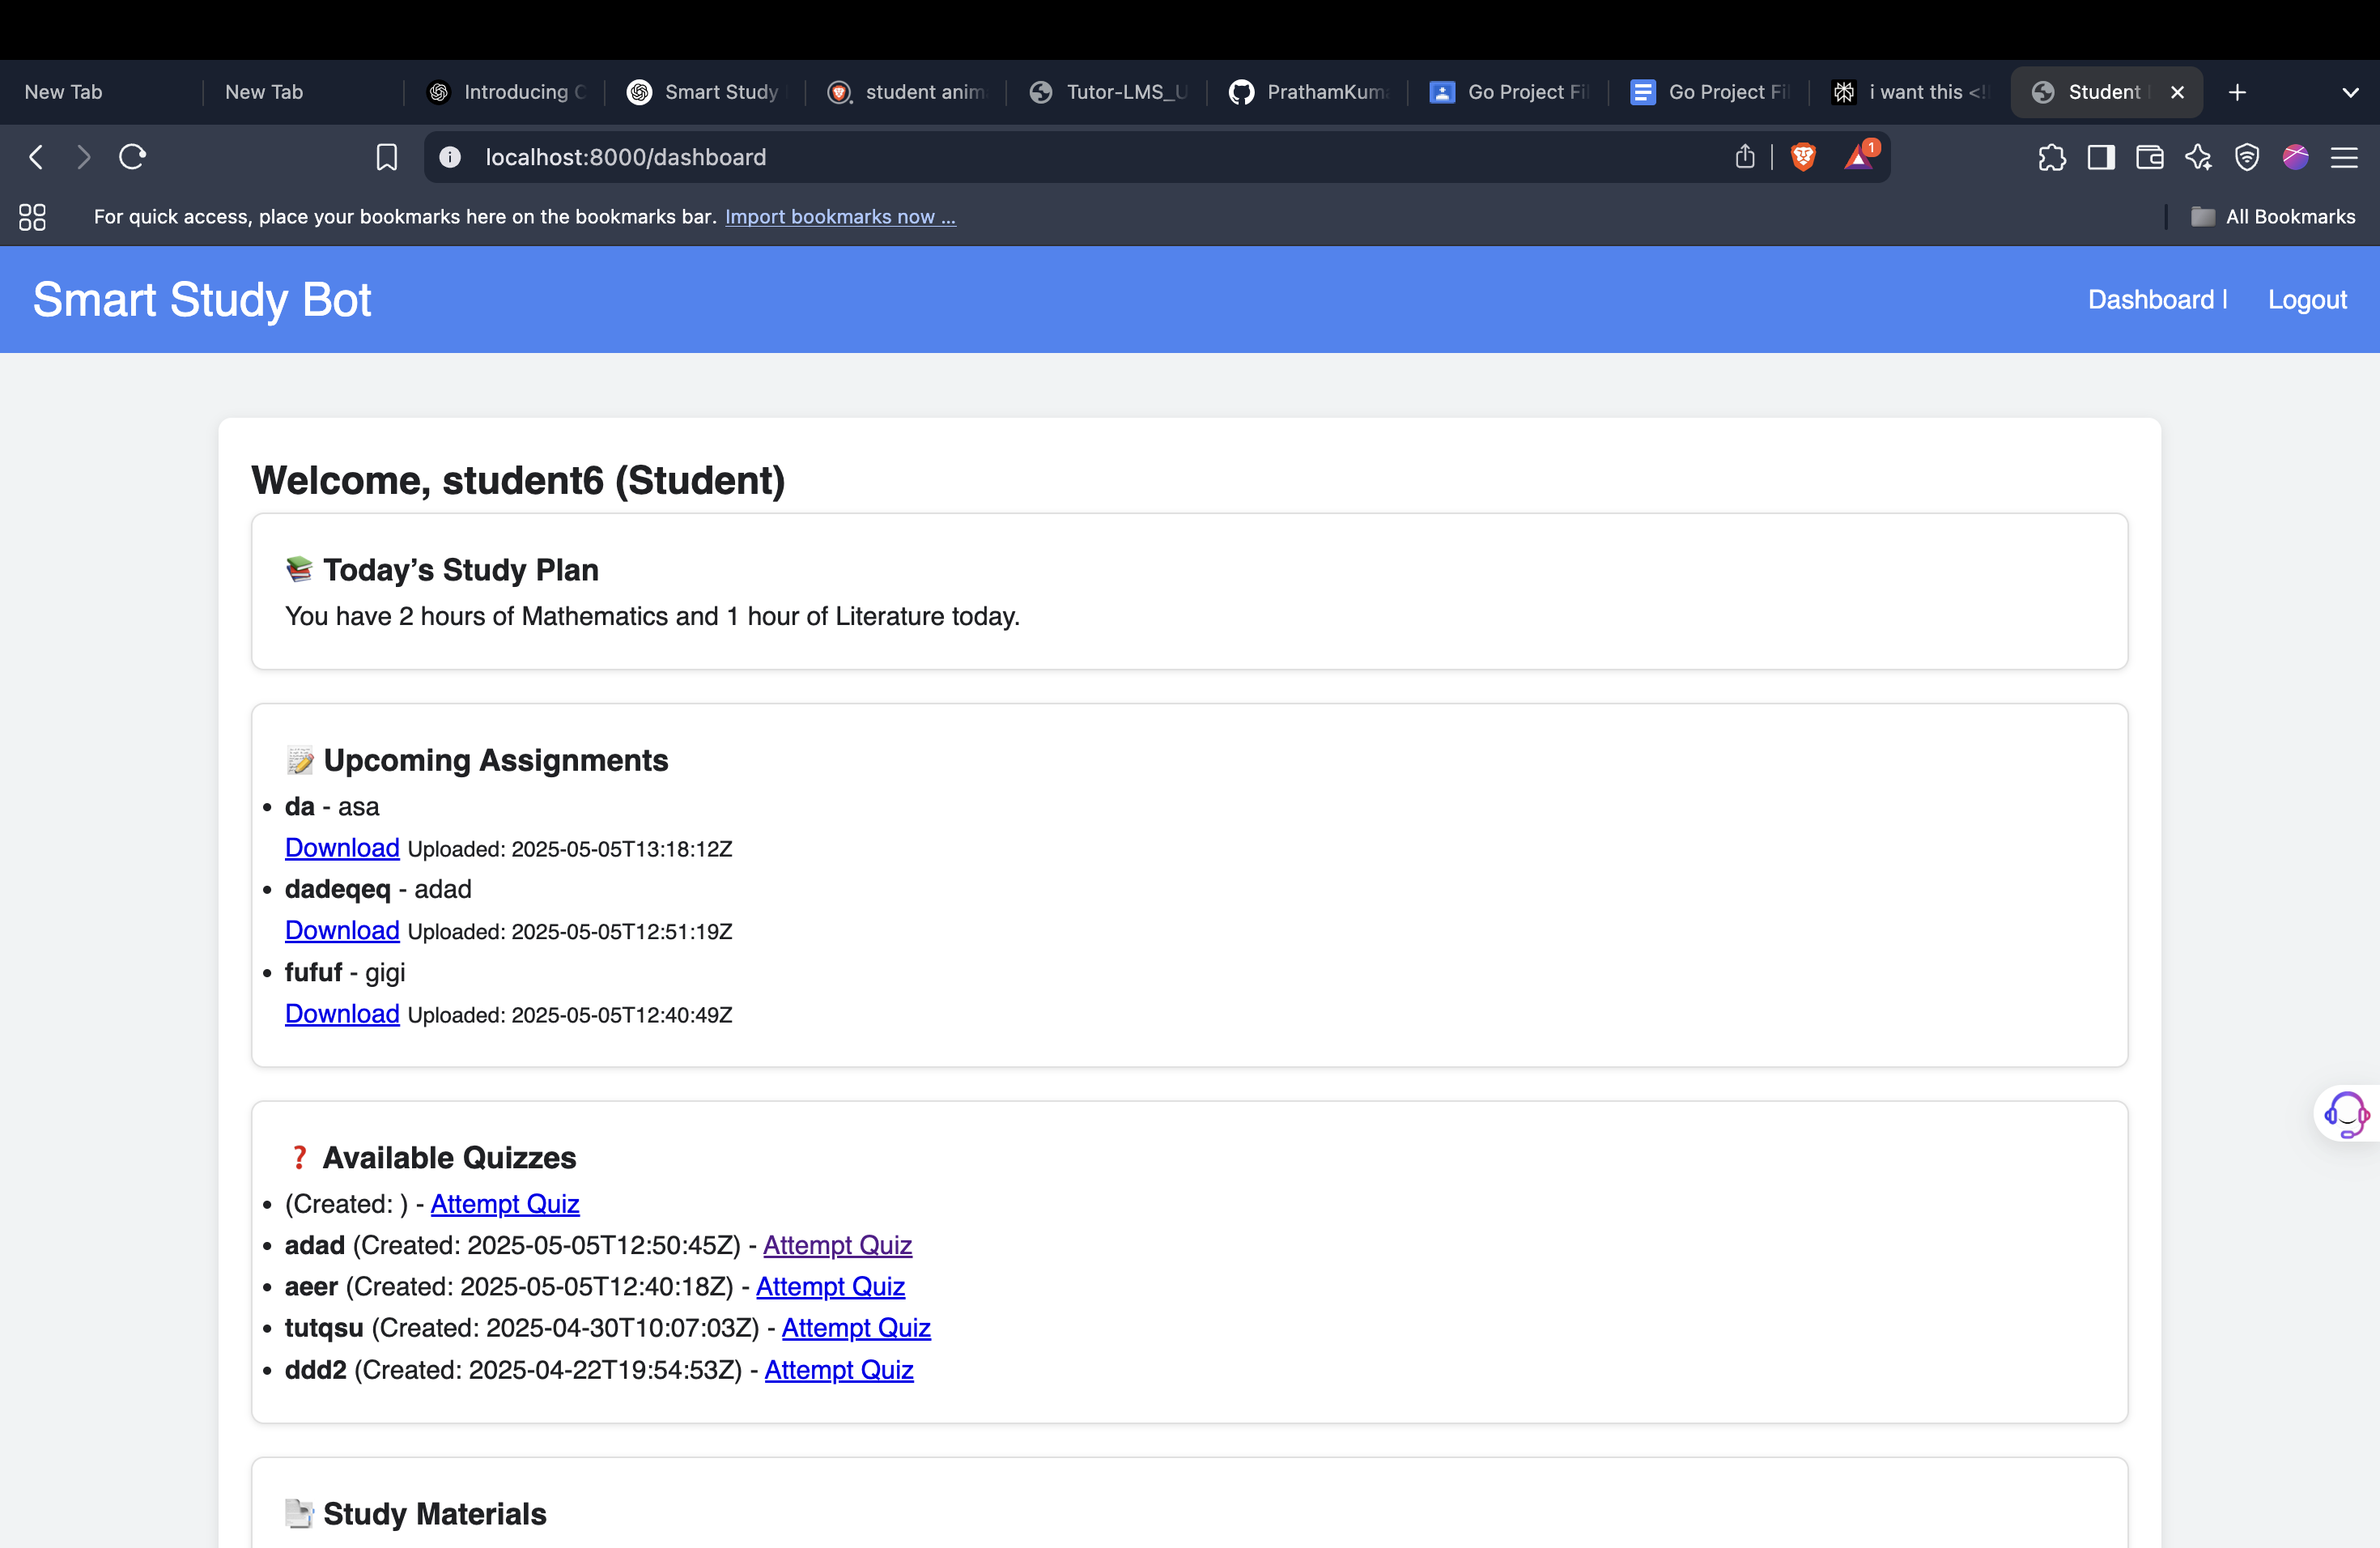 New Tab
New Tab
Introducing C
Smart Study
student anim
Tutor-LMS_U
PrathamKuma
Go Project Fil
Go Project Fil
i want this <!
Student
localhost:8000/dashboard
1
For quick access, place your bookmarks here on the bookmarks bar. Import bookmarks now ...
All Bookmarks
Smart Study Bot
Dashboard |
Logout
Welcome, student6 (Student)
Today’s Study Plan
You have 2 hours of Mathematics and 1 hour of Literature today.
Upcoming Assignments
• da - asa
Download Uploaded: 2025-05-05T13:18:12Z
• dadeqeq - adad
Download Uploaded: 2025-05-05T12:51:19Z
• fufuf - gigi
Download Uploaded: 2025-05-05T12:40:49Z
❓ Available Quizzes
• (Created: ) - Attempt Quiz
• adad (Created: 2025-05-05T12:50:45Z) - Attempt Quiz
• aeer (Created: 2025-05-05T12:40:18Z) - Attempt Quiz
• tutqsu (Created: 2025-04-30T10:07:03Z) - Attempt Quiz
• ddd2 (Created: 2025-04-22T19:54:53Z) - Attempt Quiz
Study Materials